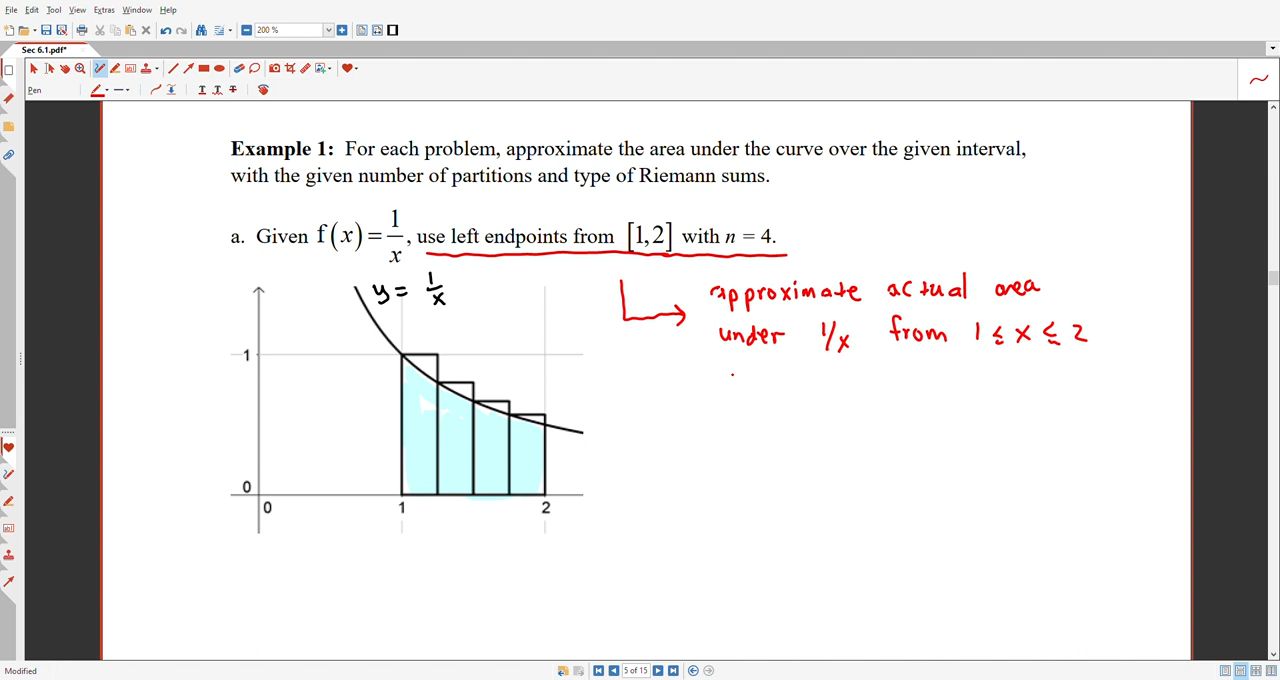 File Edit Tool View Extras Window Help
200 %
Sec 6.1.pdf*
Pen
Example 1: For each problem, approximate the area under the curve over the given interval,
with the given number of partitions and type of Riemann sums.
a. Given f(x) = 1/x, use left endpoints from [1,2] with n = 4.
y = 1/x
approximate actual area
under 1/x from 1 ≤ x ≤ 2
1
0
0 1 2
Modified
5 of 15